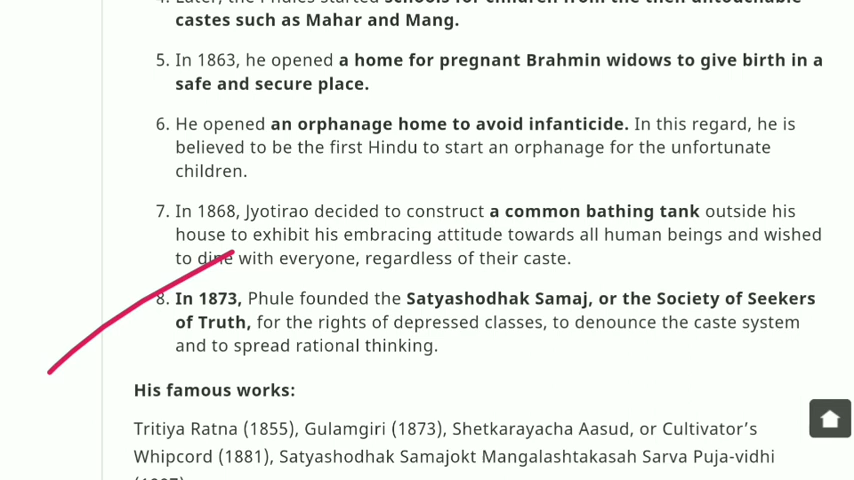 castes such as Mahar and Mang.
5. In 1863, he opened a home for pregnant Brahmin widows to give birth in a
safe and secure place.
6. He opened an orphanage home to avoid infanticide. In this regard, he is
believed to be the first Hindu to start an orphanage for the unfortunate
children.
7. In 1868, Jyotirao decided to construct a common bathing tank outside his
house to exhibit his embracing attitude towards all human beings and wished
to dine with everyone, regardless of their caste.
8. In 1873, Phule founded the Satyashodhak Samaj, or the Society of Seekers
of Truth, for the rights of depressed classes, to denounce the caste system
and to spread rational thinking.
His famous works:
Tritiya Ratna (1855), Gulamgiri (1873), Shetkarayacha Aasud, or Cultivator’s
Whipcord (1881), Satyashodhak Samajokt Mangalashtakasah Sarva Puja-vidhi